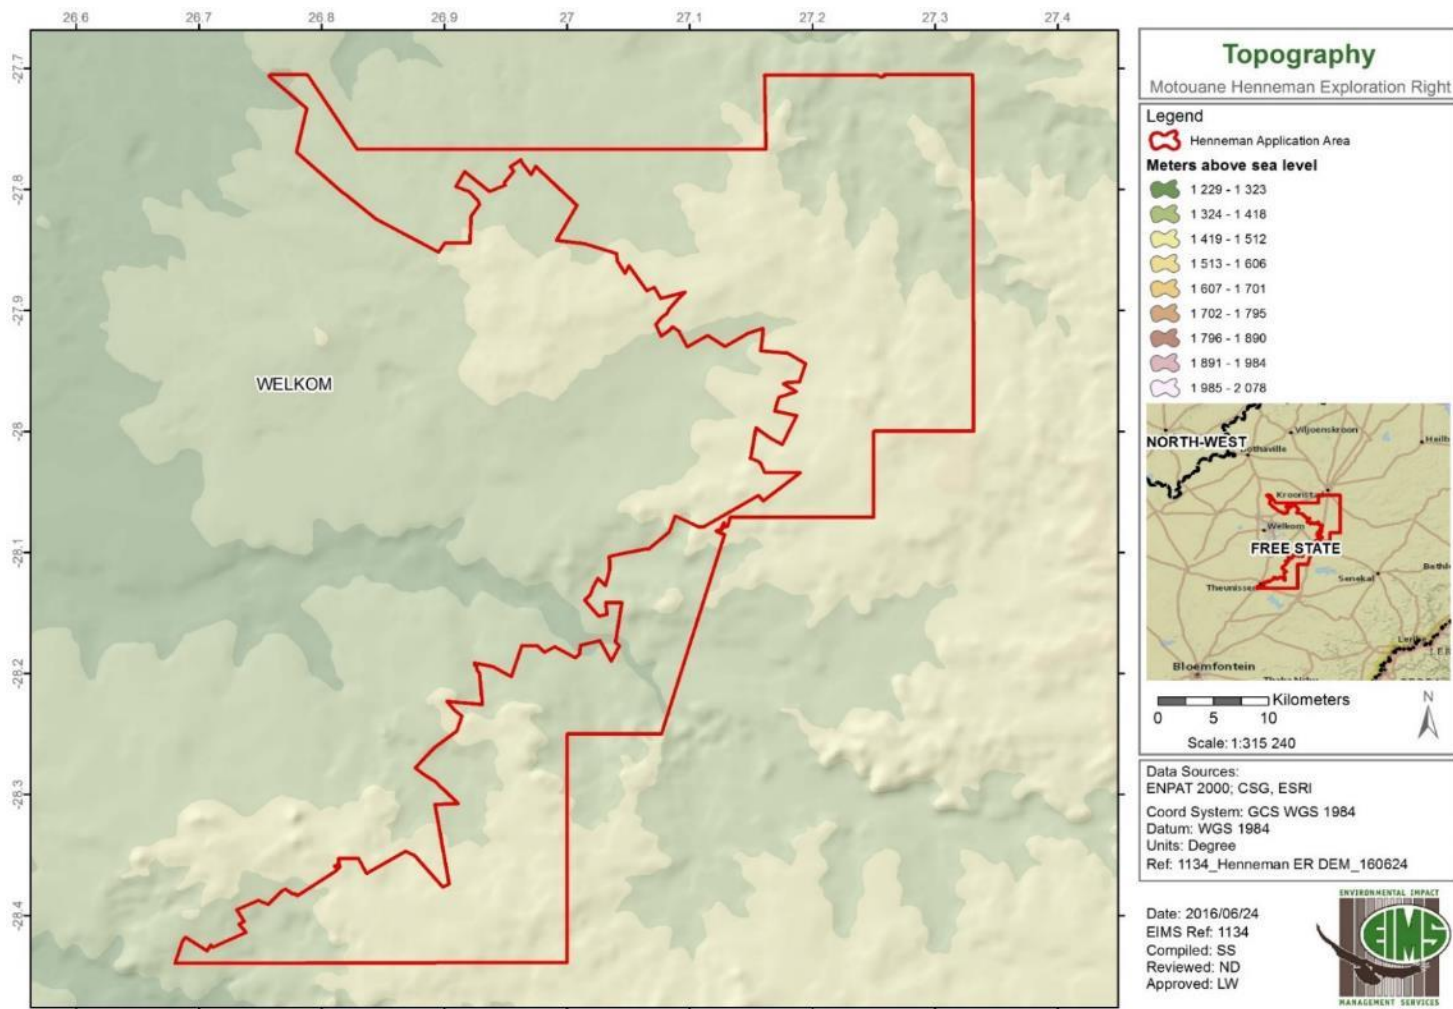 26.6 26.7 26.8 26.9 27 27.1 27.2 27.3 27.4
-27.7
-27.8
-27.9
-28
-28.1
-28.2
-28.3
-28.4
WELKOM
Topography
Motouane Henneman Exploration Right
Legend
Henneman Application Area
Meters above sea level
1 229 - 1 323
1 324 - 1 418
1 419 - 1 512
1 513 - 1 606
1 607 - 1 701
1 702 - 1 795
1 796 - 1 890
1 891 - 1 984
1 985 - 2 078
NORTH-WEST
Viljoenskroon
Welkom
FREE STATE
Theunissen
Senekal
Bloemfontein
Kilometers
0 5 10
N
Scale: 1:315 240
Data Sources:
ENPAT 2000; CSG, ESRI
Coord System: GCS WGS 1984
Datum: WGS 1984
Units: Degree
Ref: 1134_Henneman ER DEM_160624
Date: 2016/06/24
EIMS Ref: 1134
Compiled: SS
Reviewed: ND
Approved: LW
ENVIRONMENTAL IMPACT
EIMS
MANAGEMENT SERVICES